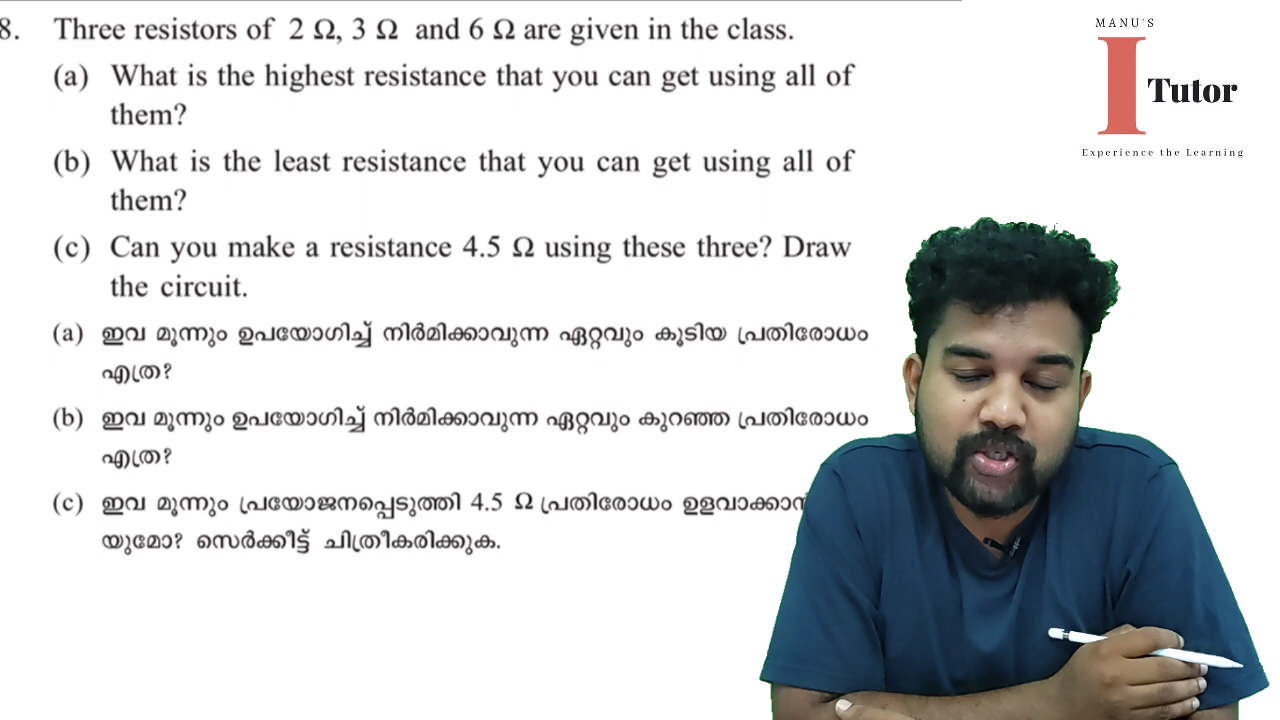 8. Three resistors of 2 Ω, 3 Ω and 6 Ω are given in the class.
(a) What is the highest resistance that you can get using all of
them?
(b) What is the least resistance that you can get using all of
them?
(c) Can you make a resistance 4.5 Ω using these three? Draw
the circuit.
(a) ഇവ മൂന്നും ഉപയോഗിച്ച് നിർമിക്കാവുന്ന ഏറ്റവും കൂടിയ പ്രതിരോധം
എത്ര?
(b) ഇവ മൂന്നും ഉപയോഗിച്ച് നിർമിക്കാവുന്ന ഏറ്റവും കുറഞ്ഞ പ്രതിരോധം
എത്ര?
(c) ഇവ മൂന്നും പ്രയോജനപ്പെടുത്തി 4.5 Ω പ്രതിരോധം
യുമോ? സെർക്കീട്ട് ചിത്രീകരിക്കുക.
MANU'S
I Tutor
Experience the Learning